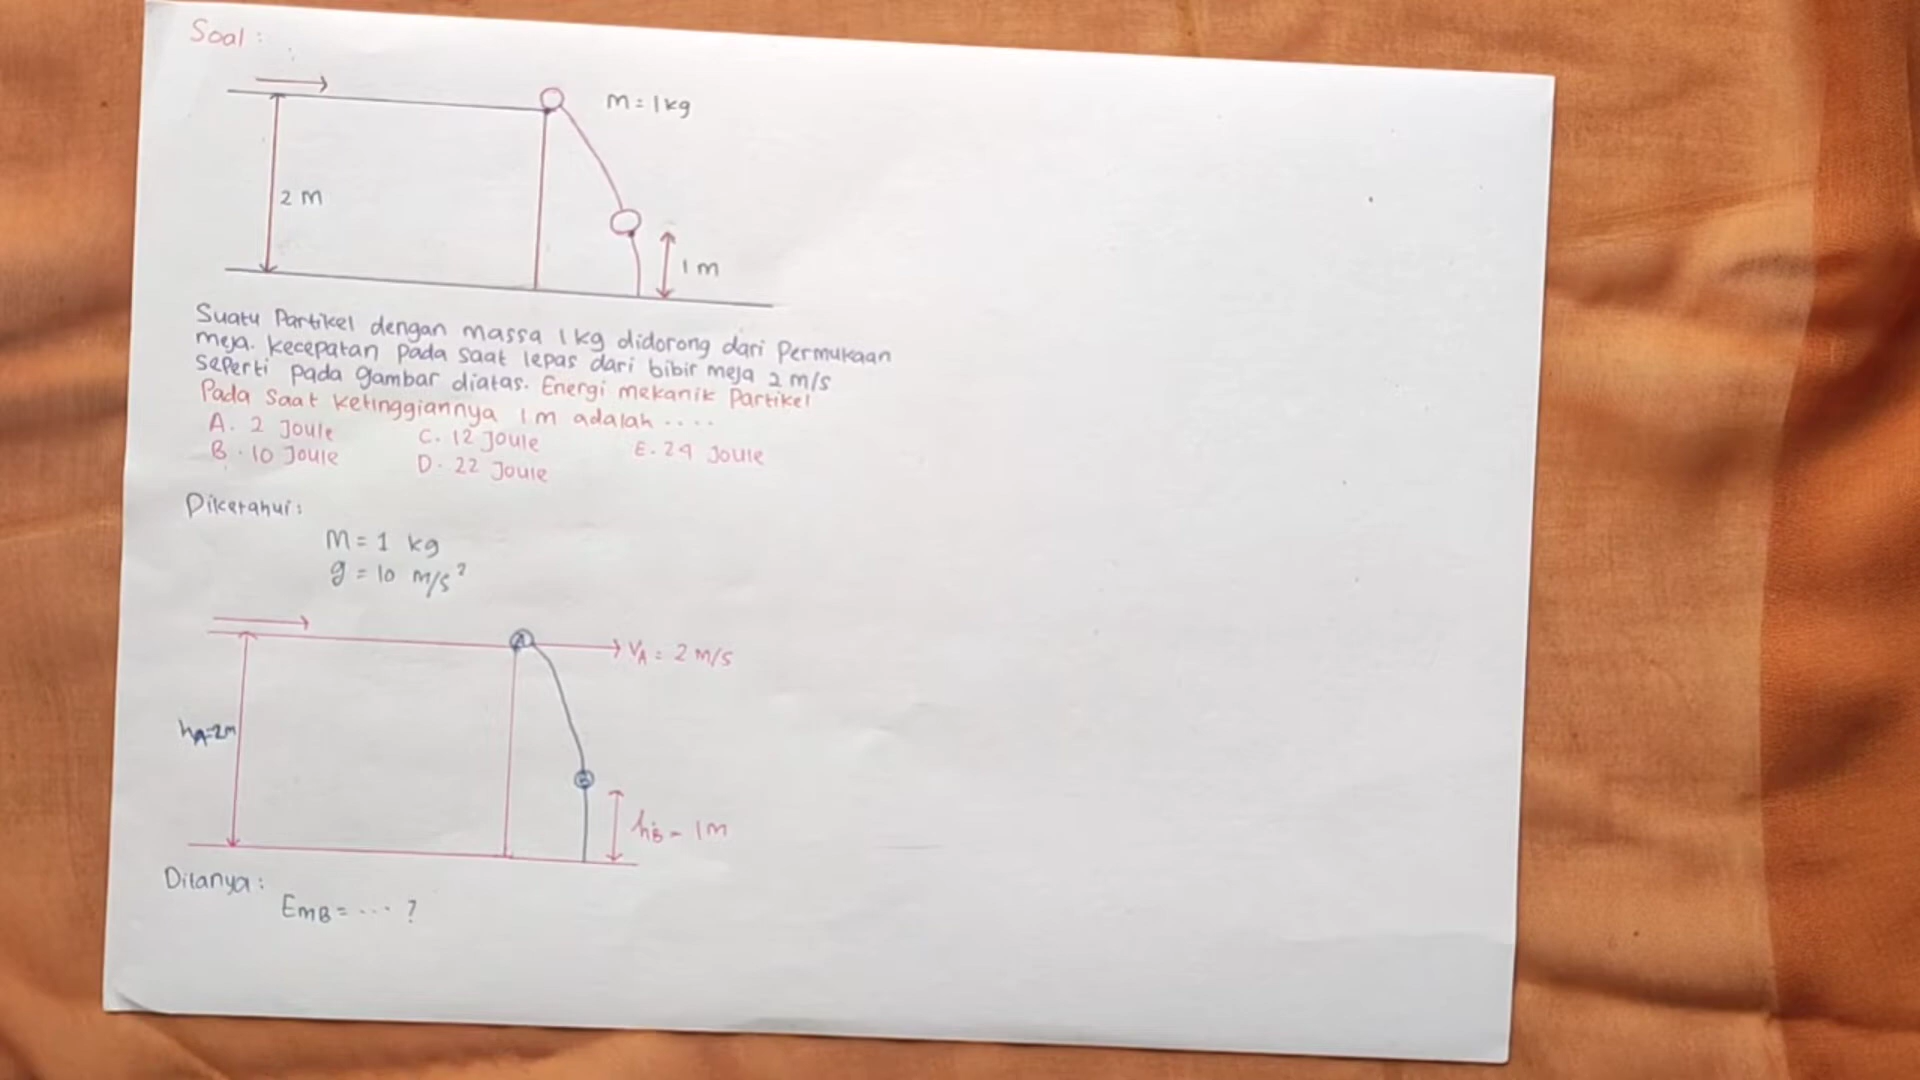 Soal :
m = 1 kg
2 m
1 m
Suatu Partikel dengan massa 1 kg didorong dari Permukaan
meja. kecepatan pada saat lepas dari bibir meja 2 m/s
seperti pada gambar diatas. Energi mekanik Partikel
Pada saat ketinggiannya 1 m adalah ....
A. 2 Joule C. 12 Joule E. 24 Joule
B. 10 Joule D. 22 Joule
Diketahui :
m = 1 kg
g = 10 m/s²
A
VA = 2 m/s
hA=2m
B
hB = 1m
Ditanya :
EmB = ... ?